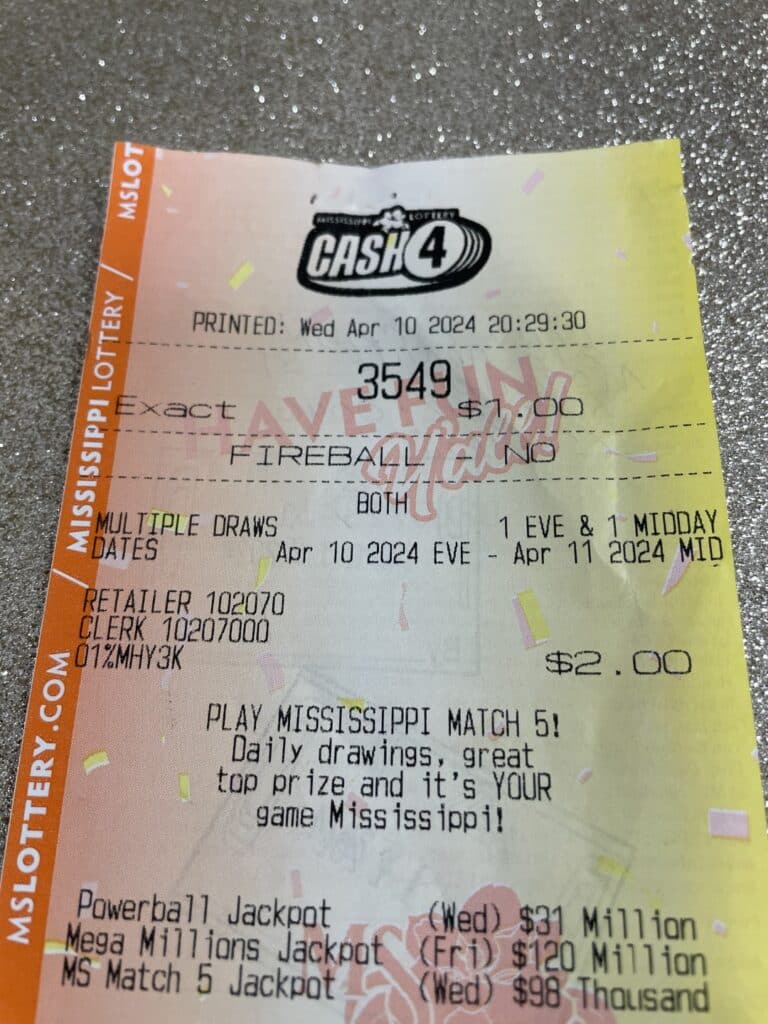 MSLOT
MISSISSIPPI LOTTERY
MSLOTTERY.COM
MISSISSIPPI LOTTERY
CASH 4
PRINTED: Wed Apr 10 2024 20:29:30
3549
Exact $1.00
HAVE FUN
Y'all!
FIREBALL - NO
BOTH
MULTIPLE DRAWS 1 EVE & 1 MIDDAY
DATES Apr 10 2024 EVE - Apr 11 2024 MID
RETAILER 102070
CLERK 10207000
01%MHY3K $2.00
PLAY MISSISSIPPI MATCH 5!
Daily drawings, great
top prize and it's YOUR
game Mississippi!
Powerball Jackpot (Wed) $31 Million
Mega Millions Jackpot (Fri) $120 Million
MS Match 5 Jackpot (Wed) $98 Thousand
MS